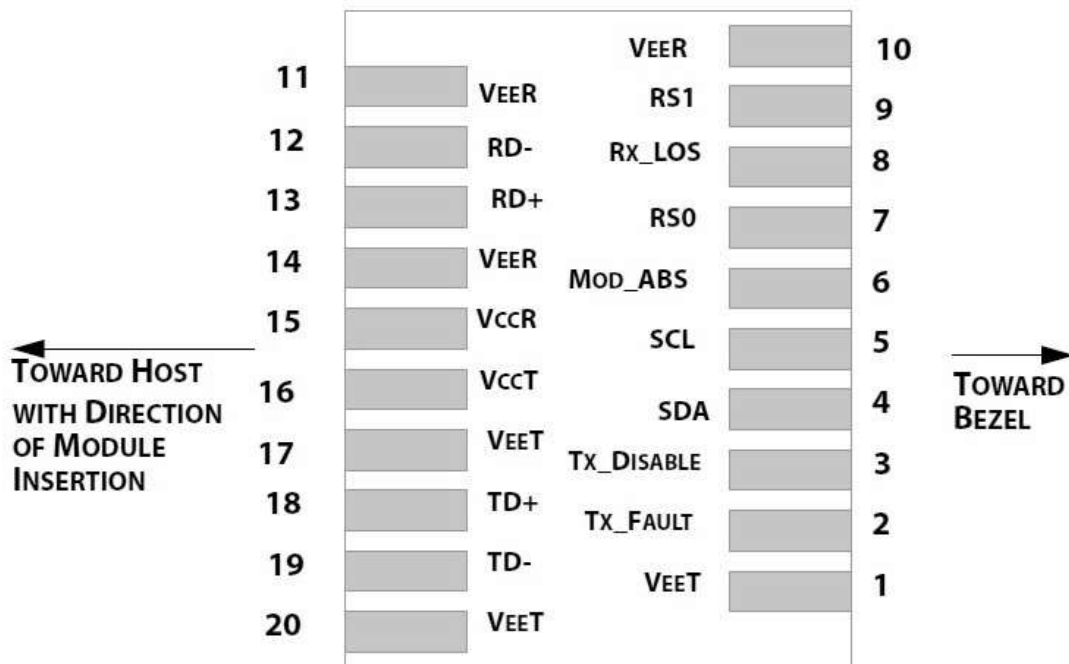 11 VEER
12 RD-
13 RD+
14 VEER
15 VCCR
16 VCCT
17 VEET
18 TD+
19 TD-
20 VEET
TOWARD HOST
WITH DIRECTION
OF MODULE
INSERTION
VEER 10
RS1 9
RX_LOS 8
RS0 7
MOD_ABS 6
SCL 5
SDA 4
TX_DISABLE 3
TX_FAULT 2
VEET 1
TOWARD
BEZEL